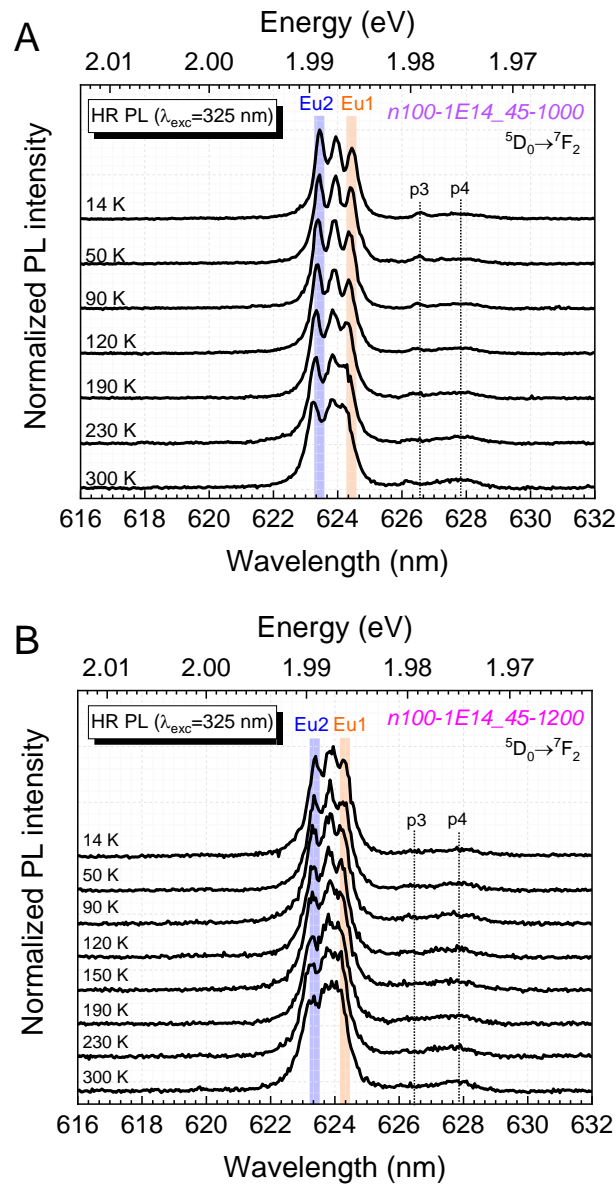 A
Energy (eV)
2.01 2.00 1.99 1.98 1.97
Normalized PL intensity
HR PL (λexc=325 nm)
Eu2 Eu1
n100-1E14_45-1000
⁵D₀→⁷F₂
p3 p4
14 K
50 K
90 K
120 K
190 K
230 K
300 K
616 618 620 622 624 626 628 630 632
Wavelength (nm)
B
Energy (eV)
2.01 2.00 1.99 1.98 1.97
Normalized PL intensity
HR PL (λexc=325 nm)
Eu2 Eu1
n100-1E14_45-1200
⁵D₀→⁷F₂
p3 p4
14 K
50 K
90 K
120 K
150 K
190 K
230 K
300 K
616 618 620 622 624 626 628 630 632
Wavelength (nm)